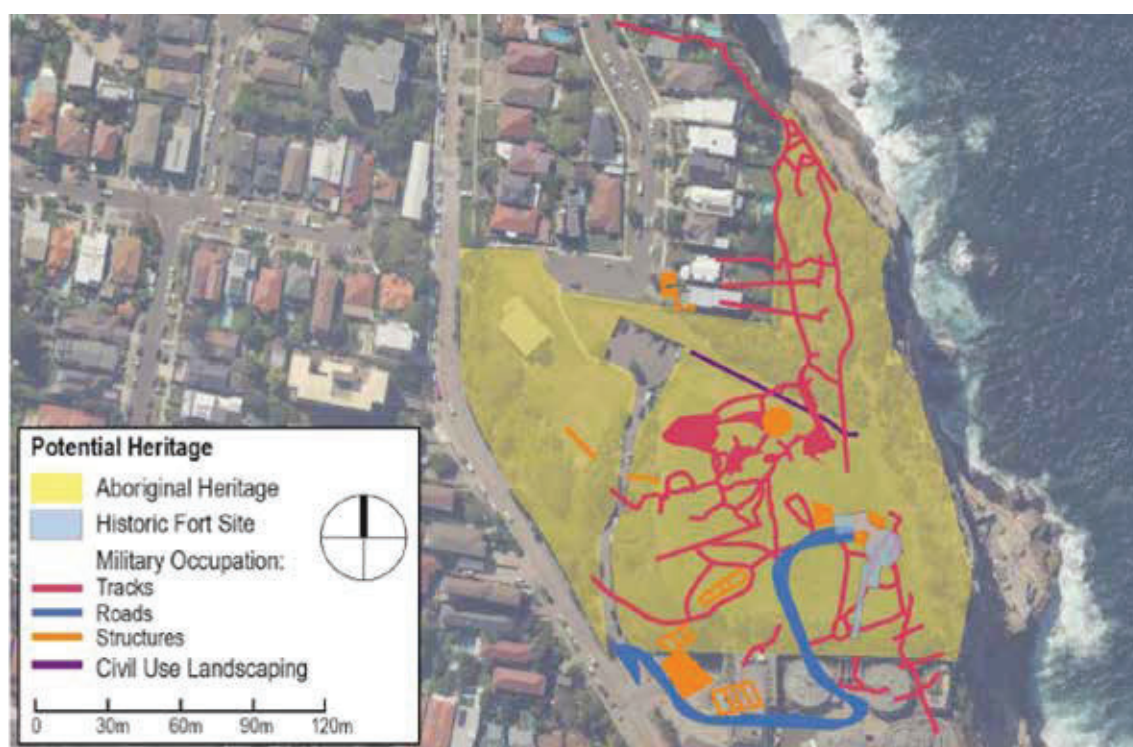 Potential Heritage
Aboriginal Heritage
Historic Fort Site
Military Occupation:
Tracks
Roads
Structures
Civil Use Landscaping
0 30m 60m 90m 120m